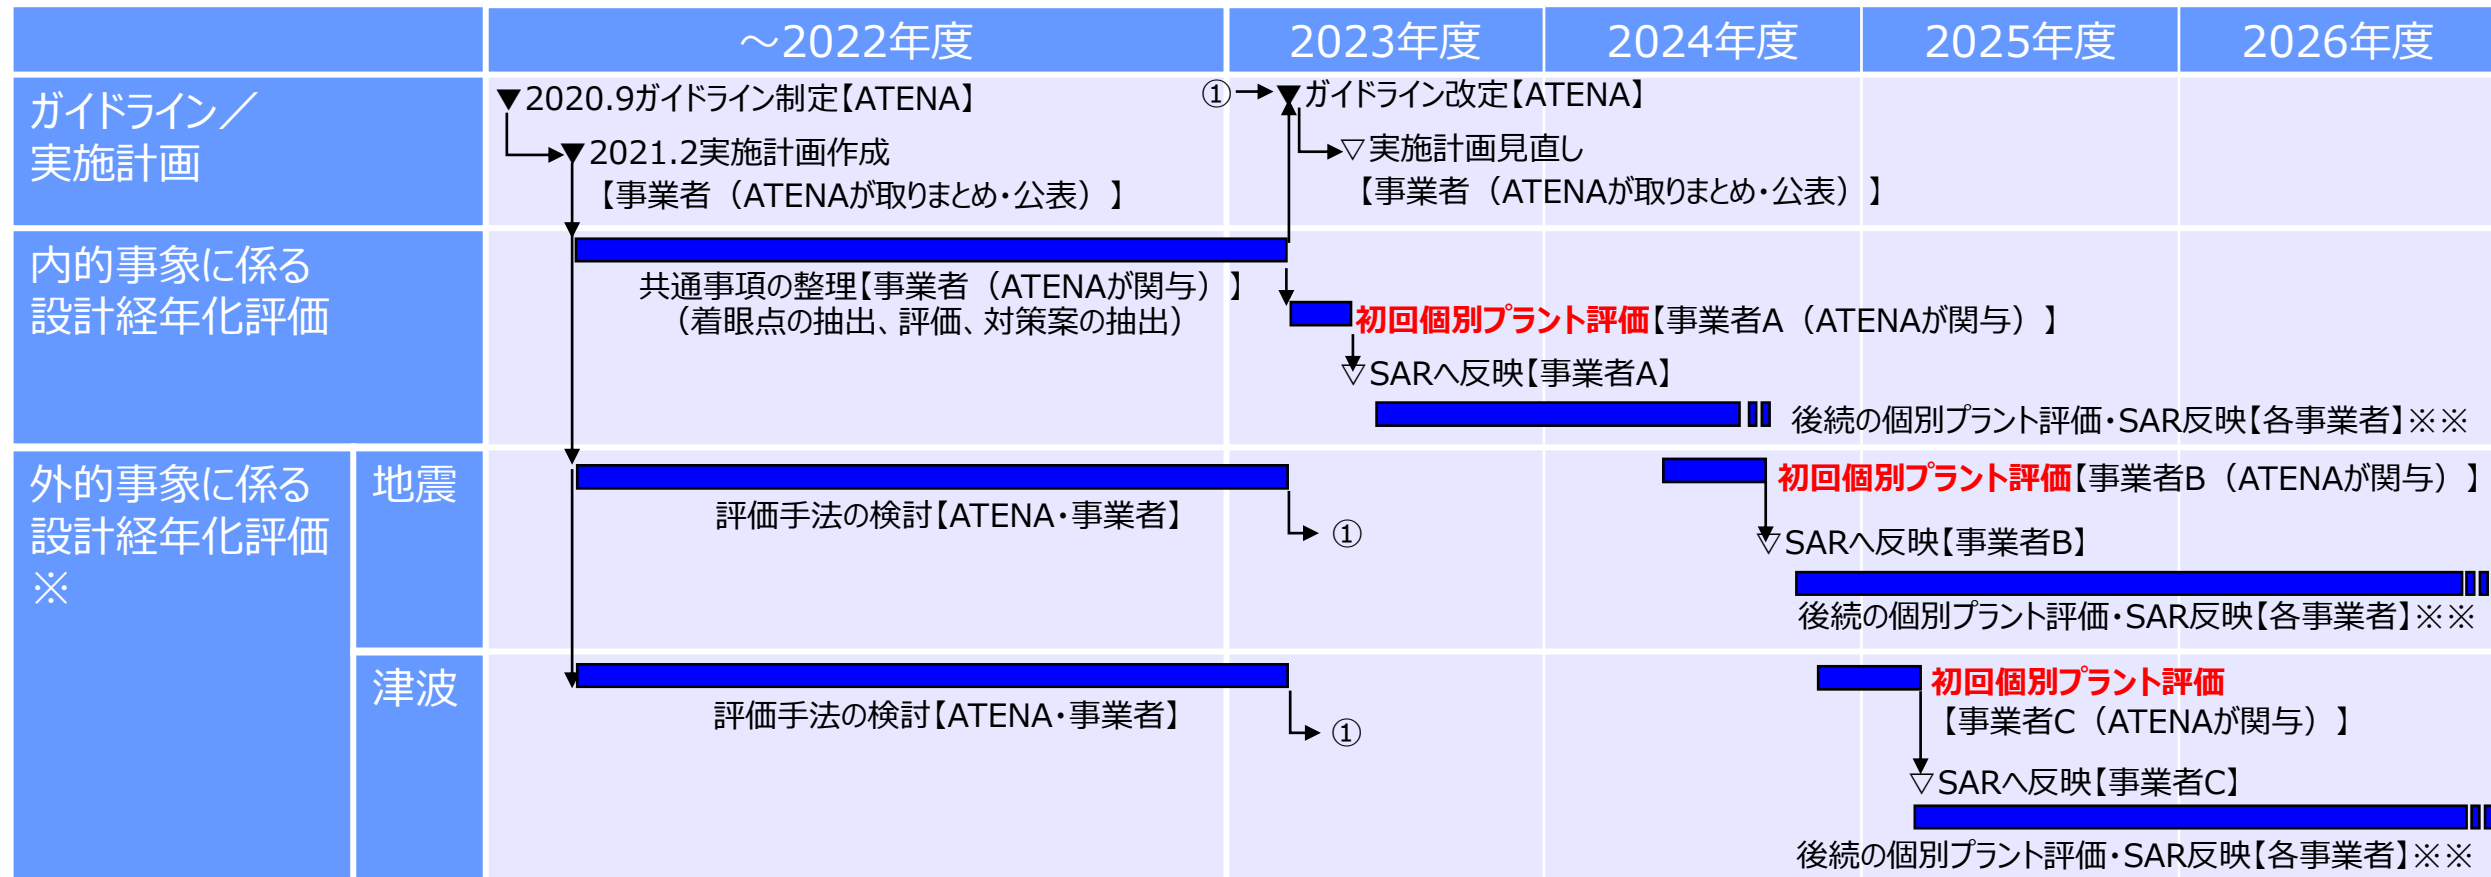 ～2022年度
2023年度
2024年度
2025年度
2026年度
ガイドライン／
実施計画
▼2020.9ガイドライン制定【ATENA】
▼2021.2実施計画作成
【事業者（ATENAが取りまとめ・公表）】
①
▼ガイドライン改定【ATENA】
▽実施計画見直し
【事業者（ATENAが取りまとめ・公表）】
内的事象に係る
設計経年化評価
共通事項の整理【事業者（ATENAが関与）】
（着眼点の抽出、評価、対策案の抽出）
初回個別プラント評価【事業者A（ATENAが関与）】
▽SARへ反映【事業者A】
後続の個別プラント評価・SAR反映【各事業者】※※
外的事象に係る
設計経年化評価
※
地震
評価手法の検討【ATENA・事業者】
①
初回個別プラント評価【事業者B（ATENAが関与）】
▽SARへ反映【事業者B】
後続の個別プラント評価・SAR反映【各事業者】※※
津波
評価手法の検討【ATENA・事業者】
①
初回個別プラント評価
【事業者C（ATENAが関与）】
▽SARへ反映【事業者C】
後続の個別プラント評価・SAR反映【各事業者】※※